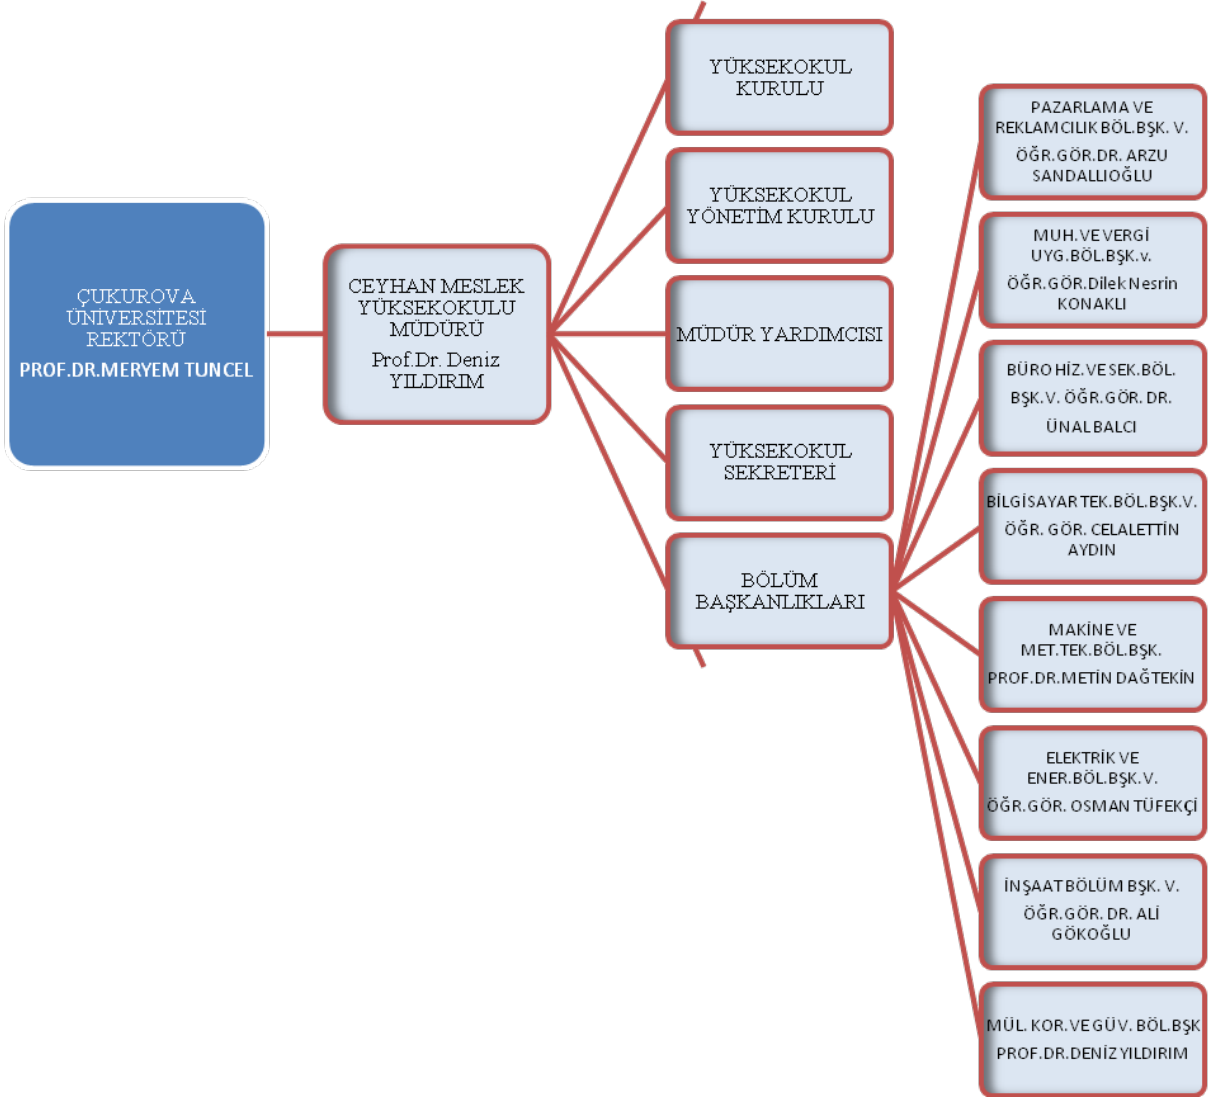 ÇUKUROVA
ÜNİVERSİTESİ
REKTÖRÜ
PROF.DR.MERYEM TUNCEL
CEYHAN MESLEK
YÜKSEKOKULU
MÜDÜRÜ
Prof.Dr. Deniz
YILDIRIM
YÜKSEKOKUL
KURULU
YÜKSEKOKUL
YÖNETİM KURULU
MÜDÜR YARDIMCISI
YÜKSEKOKUL
SEKRETERİ
BÖLÜM
BAŞKANLIKLARI
PAZARLAMA VE
REKLAMCILIK BÖL.BŞK. V.
ÖĞR.GÖR.DR. ARZU
SANDALLIOĞLU
MUH.VE VERGİ
UYG.BÖL.BŞK.v.
ÖĞR.GÖR.Dilek Nesrin
KONAKLI
BÜRO HİZ.VE SEK.BÖL.
BŞK.V. ÖĞR.GÖR. DR.
ÜNAL BALCI
BİLGİSAYAR TEK.BÖL.BŞK.V.
ÖĞR. GÖR. CELALETTİN
AYDIN
MAKİNE VE
MET.TEK.BÖL.BŞK.
PROF.DR.METİN DAĞTEKİN
ELEKTRİK VE
ENER.BÖL.BŞK.V.
ÖĞR.GÖR. OSMAN TÜFEKÇİ
İNŞAAT BÖLÜM BŞK. V.
ÖĞR.GÖR. DR. ALİ
GÖKOĞLU
MÜL. KOR.VE GÜV. BÖL.BŞK
PROF.DR.DENİZ YILDIRIM